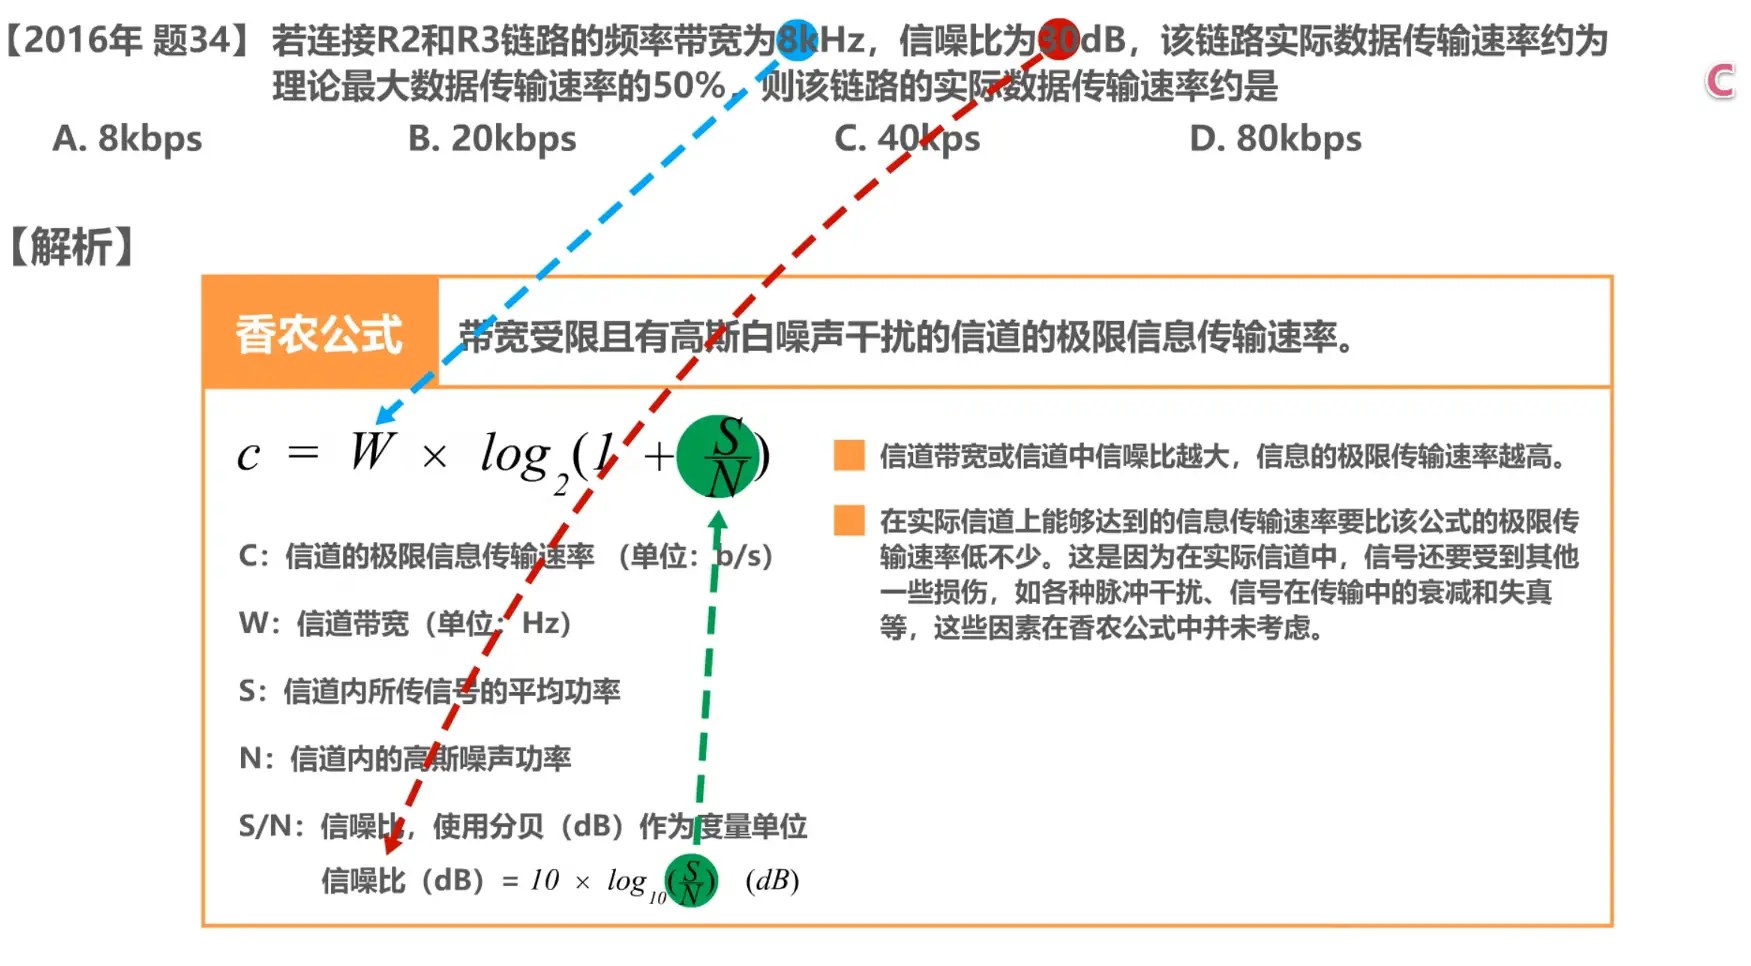 【2016年 题34】 若连接R2和R3链路的频率带宽为8kHz，信噪比为30dB，该链路实际数据传输速率约为
理论最大数据传输速率的50%，则该链路的实际数据传输速率约是
C
A. 8kbps B. 20kbps C. 40kps D. 80kbps
【解析】
香农公式 带宽受限且有高斯白噪声干扰的信道的极限信息传输速率。
c = W × log₂(1 + S/N)
C：信道的极限信息传输速率 （单位：b/s）
W：信道带宽（单位：Hz）
S：信道内所传信号的平均功率
N：信道内的高斯噪声功率
S/N：信噪比，使用分贝（dB）作为度量单位
信噪比（dB）= 10 × log₁₀(S/N) (dB)
信道带宽或信道中信噪比越大，信息的极限传输速率越高。
在实际信道上能够达到的信息传输速率要比该公式的极限传
输速率低不少。这是因为在实际信道中，信号还要受到其他
一些损伤，如各种脉冲干扰、信号在传输中的衰减和失真
等，这些因素在香农公式中并未考虑。